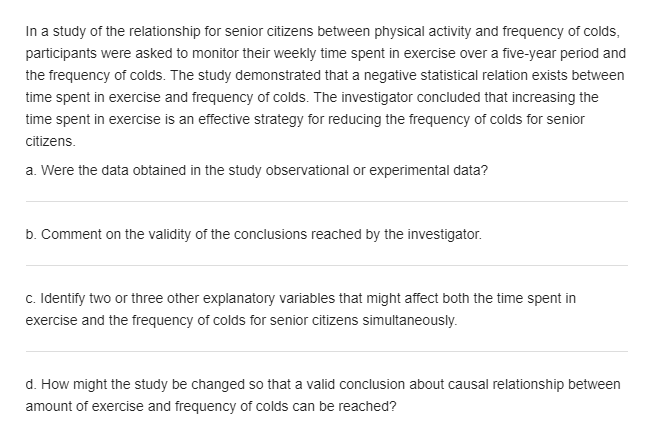 In a study of the relationship for senior citizens between physical activity and frequency of colds,
participants were asked to monitor their weekly time spent in exercise over a five-year period and
the frequency of colds. The study demonstrated that a negative statistical relation exists between
time spent in exercise and frequency of colds. The investigator concluded that increasing the
time spent in exercise is an effective strategy for reducing the frequency of colds for senior
citizens.
a. Were the data obtained in the study observational or experimental data?
b. Comment on the validity of the conclusions reached by the investigator.
c. Identify two or three other explanatory variables that might affect both the time spent in
exercise and the frequency of colds for senior citizens simultaneously.
d. How might the study be changed so that a valid conclusion about causal relationship between
amount of exercise and frequency of colds can be reached?